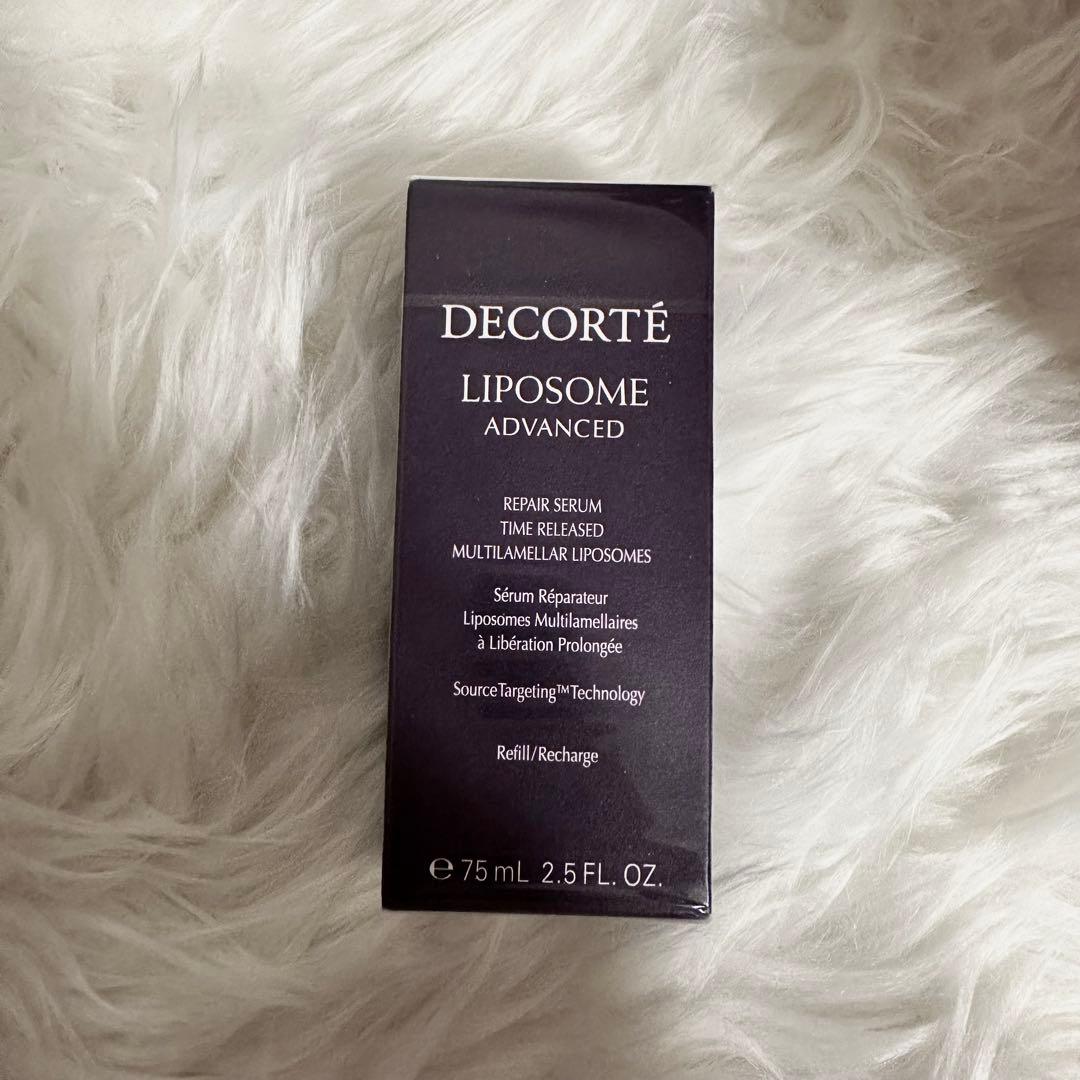 DECORTÉ
LIPOSOME
ADVANCED
REPAIR SERUM
TIME RELEASED
MULTILAMELLAR LIPOSOMES
Sérum Réparateur
Liposomes Multilamellaires
à Libération Prolongée
SourceTargeting™Technology
Refill/Recharge
℮ 75 mL 2.5 FL. OZ.